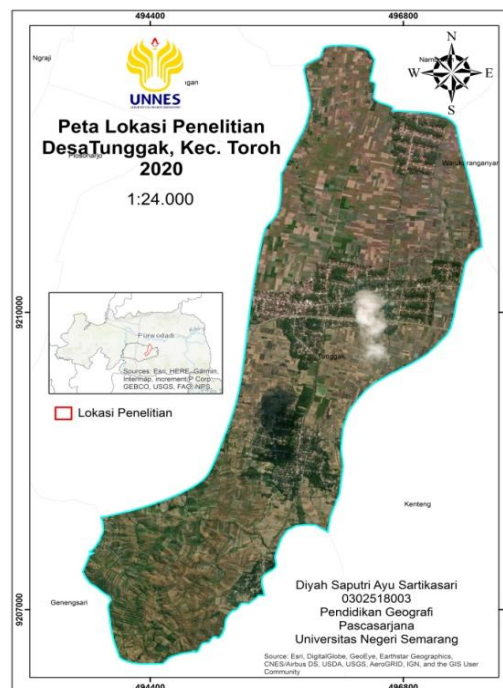 494400 496800
Ngraji
UNNES
N
W E
S
Peta Lokasi Penelitian
DesaTunggak, Kec. Toroh
2020
1:24.000
9210000
Purwodadi
Sources: Esri, HERE, Garmin,
Intermap, increment P Corp.,
GEBCO, USGS, FAO, NPS,
Lokasi Penelitian
Tunggak
Kenteng
Genengsari
9207000
Diyah Saputri Ayu Sartikasari
0302518003
Pendidikan Geografi
Pascasarjana
Universitas Negeri Semarang
Source: Esri, DigitalGlobe, GeoEye, Earthstar Geographics,
CNES/Airbus DS, USDA, USGS, AeroGRID, IGN, and the GIS User
Community
494400 496800